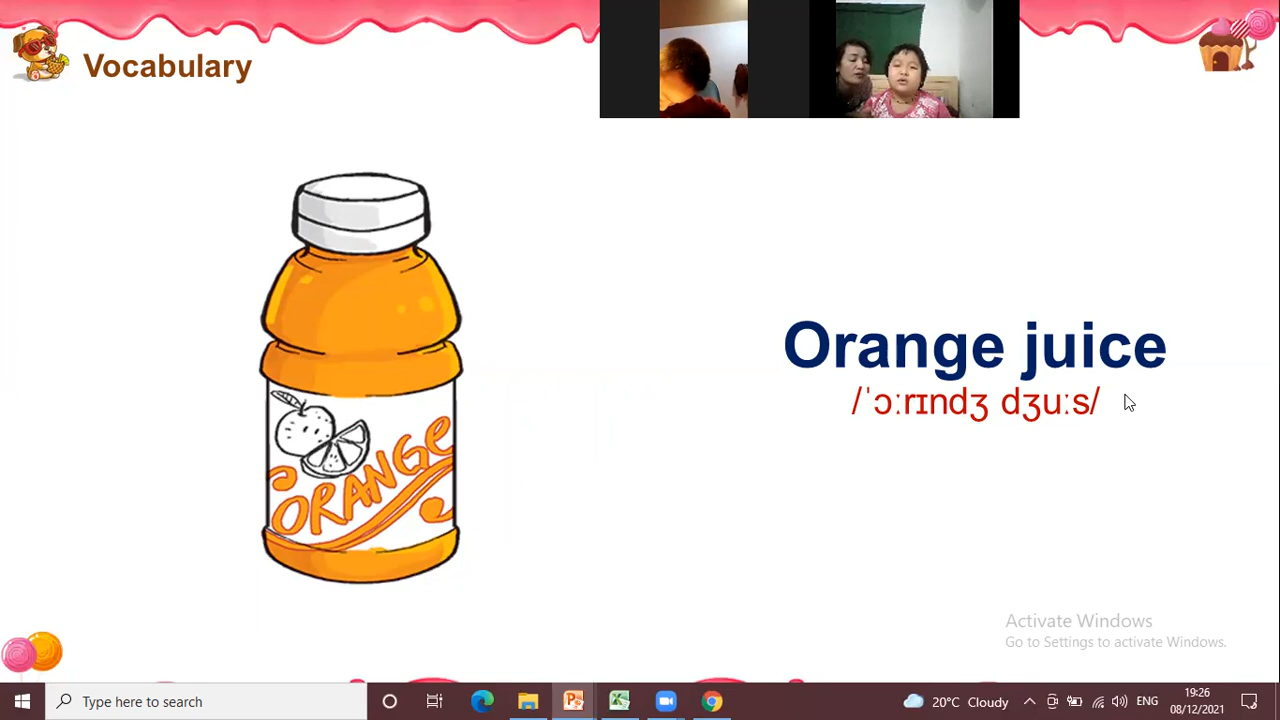 Vocabulary
ORANGE
Orange juice
/ˈɔːrɪndʒ dʒuːs/
Activate Windows
Go to Settings to activate Windows.
Type here to search
20°C Cloudy
ENG
19:26
08/12/2021